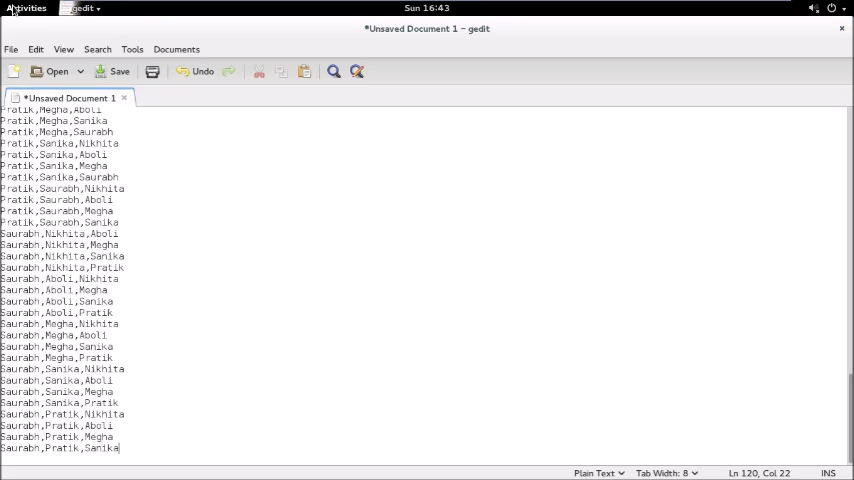 Activities gedit Sun 16:43
*Unsaved Document 1 - gedit
File Edit View Search Tools Documents
Open Save Undo
*Unsaved Document 1
Pratik,Megha,Aboli
Pratik,Megha,Sanika
Pratik,Megha,Saurabh
Pratik,Sanika,Nikhita
Pratik,Sanika,Aboli
Pratik,Sanika,Megha
Pratik,Sanika,Saurabh
Pratik,Saurabh,Nikhita
Pratik,Saurabh,Aboli
Pratik,Saurabh,Megha
Pratik,Saurabh,Sanika
Saurabh,Nikhita,Aboli
Saurabh,Nikhita,Megha
Saurabh,Nikhita,Sanika
Saurabh,Nikhita,Pratik
Saurabh,Aboli,Nikhita
Saurabh,Aboli,Megha
Saurabh,Aboli,Sanika
Saurabh,Aboli,Pratik
Saurabh,Megha,Nikhita
Saurabh,Megha,Aboli
Saurabh,Megha,Sanika
Saurabh,Megha,Pratik
Saurabh,Sanika,Nikhita
Saurabh,Sanika,Aboli
Saurabh,Sanika,Megha
Saurabh,Sanika,Pratik
Saurabh,Pratik,Nikhita
Saurabh,Pratik,Aboli
Saurabh,Pratik,Megha
Saurabh,Pratik,Sanika
Plain Text Tab Width: 8 Ln 120, Col 22 INS